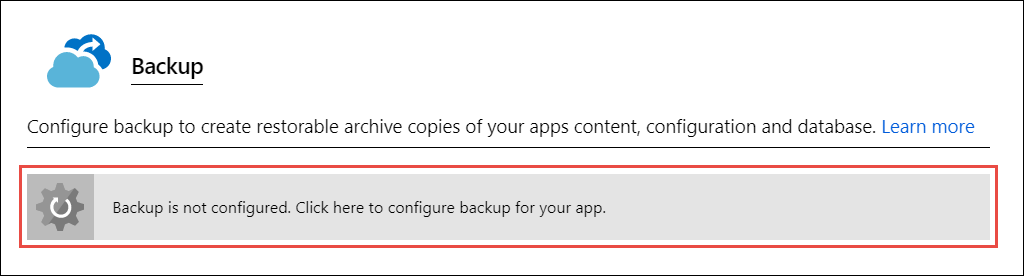 Backup
Configure backup to create restorable archive copies of your apps content, configuration and database. Learn more
Backup is not configured. Click here to configure backup for your app.